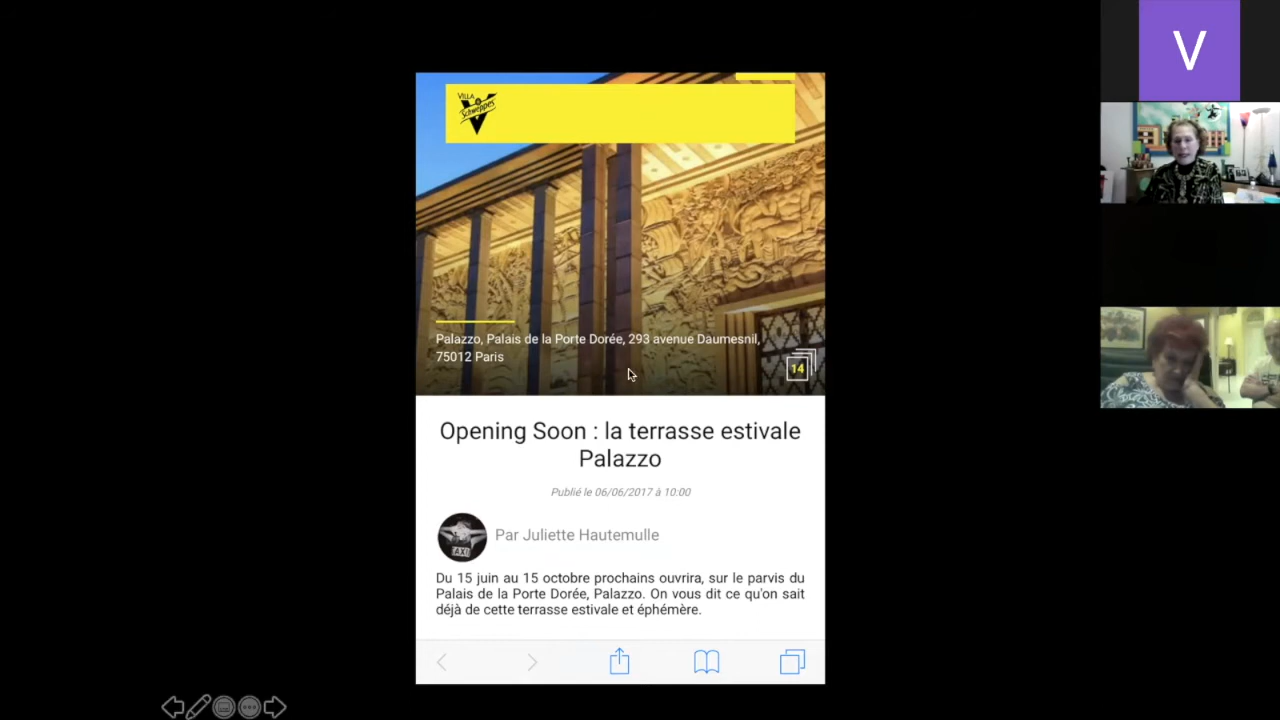 V
VILLA
Schweppes
Palazzo, Palais de la Porte Dorée, 293 avenue Daumesnil,
75012 Paris
14
Opening Soon : la terrasse estivale
Palazzo
Publié le 06/06/2017 à 10:00
TAXI
Par Juliette Hautemulle
Du 15 juin au 15 octobre prochains ouvrira, sur le parvis du
Palais de la Porte Dorée, Palazzo. On vous dit ce qu'on sait
déjà de cette terrasse estivale et éphémère.